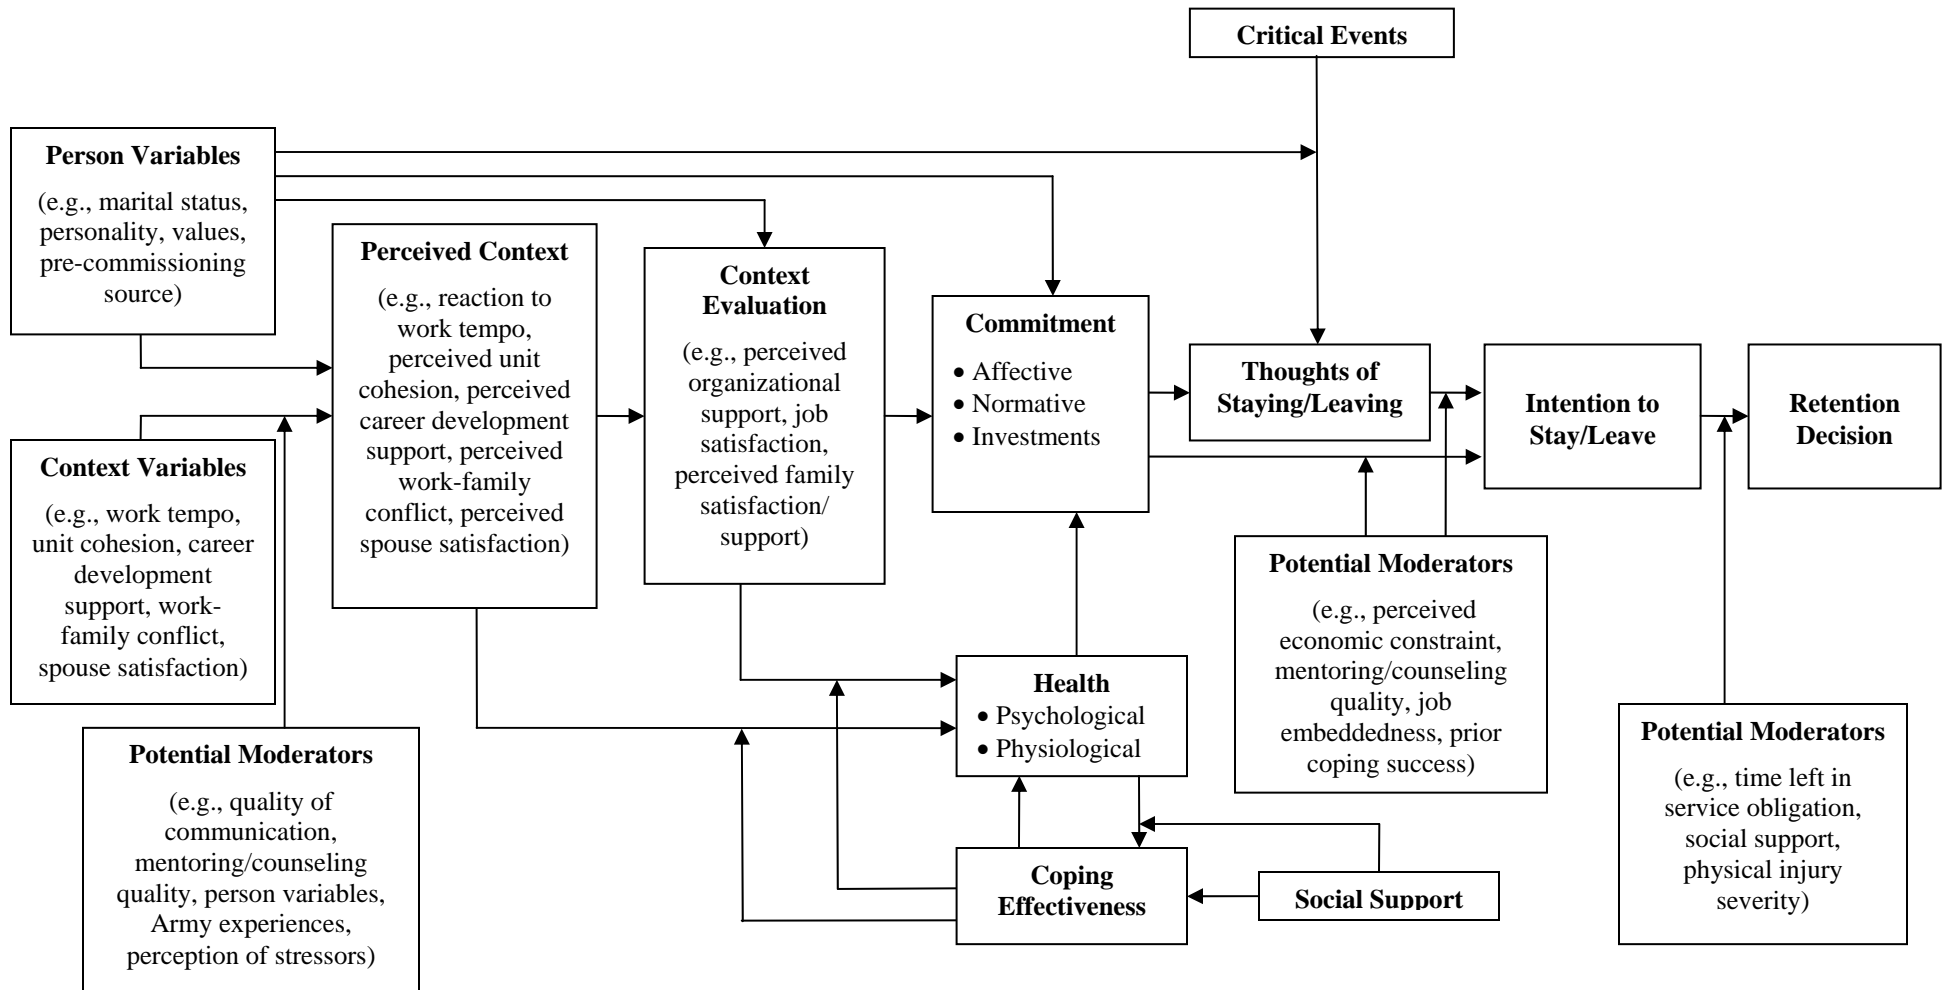 Critical Events
Person Variables
(e.g., marital status,
personality, values,
pre-commissioning
source)
Perceived Context
(e.g., reaction to
work tempo,
perceived unit
cohesion, perceived
career development
support, perceived
work-family
conflict, perceived
spouse satisfaction)
Context
Evaluation
(e.g., perceived
organizational
support, job
satisfaction,
perceived family
satisfaction/
support)
Commitment
• Affective
• Normative
• Investments
Thoughts of
Staying/Leaving
Intention to
Stay/Leave
Retention
Decision
Context Variables
(e.g., work tempo,
unit cohesion, career
development
support, work-
family conflict,
spouse satisfaction)
Potential Moderators
(e.g., perceived
economic constraint,
mentoring/counseling
quality, job
embeddedness, prior
coping success)
Health
• Psychological
• Physiological
Potential Moderators
(e.g., time left in
service obligation,
social support,
physical injury
severity)
Potential Moderators
(e.g., quality of
communication,
mentoring/counseling
quality, person variables,
Army experiences,
perception of stressors)
Coping
Effectiveness
Social Support